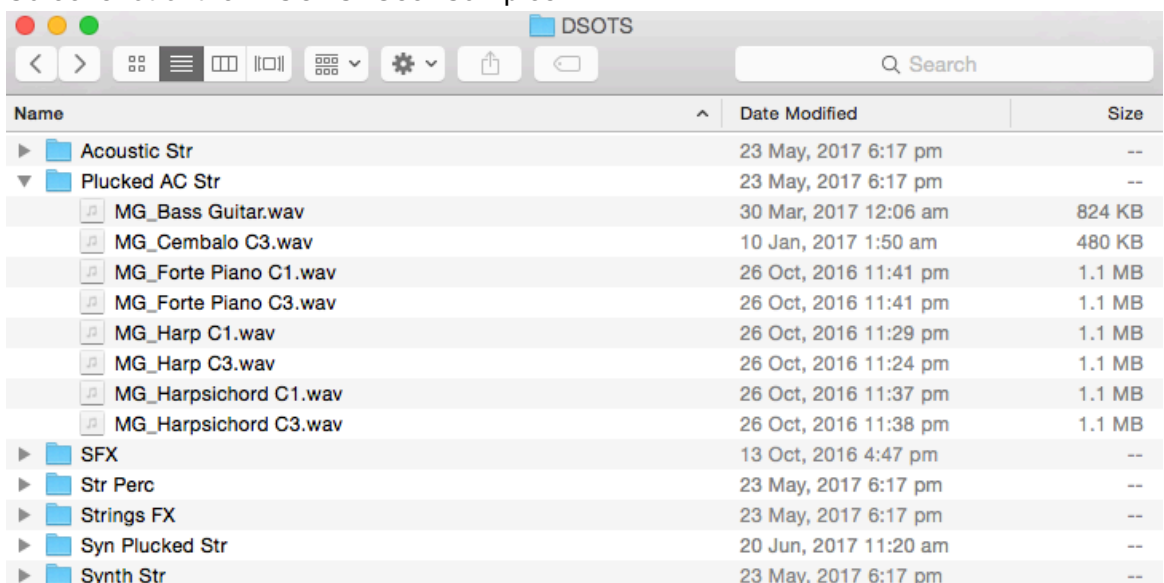 DSOTS
Search
Name Date Modified Size
Acoustic Str 23 May, 2017 6:17 pm --
Plucked AC Str 23 May, 2017 6:17 pm --
MG_Bass Guitar.wav 30 Mar, 2017 12:06 am 824 KB
MG_Cembalo C3.wav 10 Jan, 2017 1:50 am 480 KB
MG_Forte Piano C1.wav 26 Oct, 2016 11:41 pm 1.1 MB
MG_Forte Piano C3.wav 26 Oct, 2016 11:41 pm 1.1 MB
MG_Harp C1.wav 26 Oct, 2016 11:29 pm 1.1 MB
MG_Harp C3.wav 26 Oct, 2016 11:24 pm 1.1 MB
MG_Harpsichord C1.wav 26 Oct, 2016 11:37 pm 1.1 MB
MG_Harpsichord C3.wav 26 Oct, 2016 11:38 pm 1.1 MB
SFX 13 Oct, 2016 4:47 pm --
Str Perc 23 May, 2017 6:17 pm --
Strings FX 23 May, 2017 6:17 pm --
Syn Plucked Str 20 Jun, 2017 11:20 am --
Synth Str 23 May, 2017 6:17 pm --